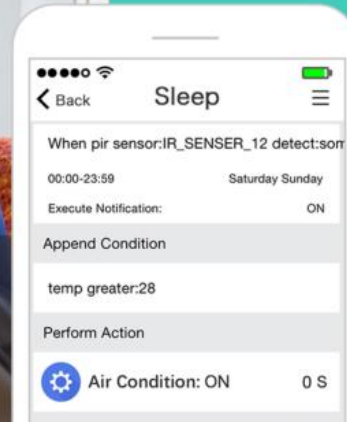 Back
Sleep
When pir sensor:IR_SENSER_12 detect:som
00:00-23:59 Saturday Sunday
Execute Notification: ON
Append Condition
temp greater:28
Perform Action
Air Condition: ON 0 S